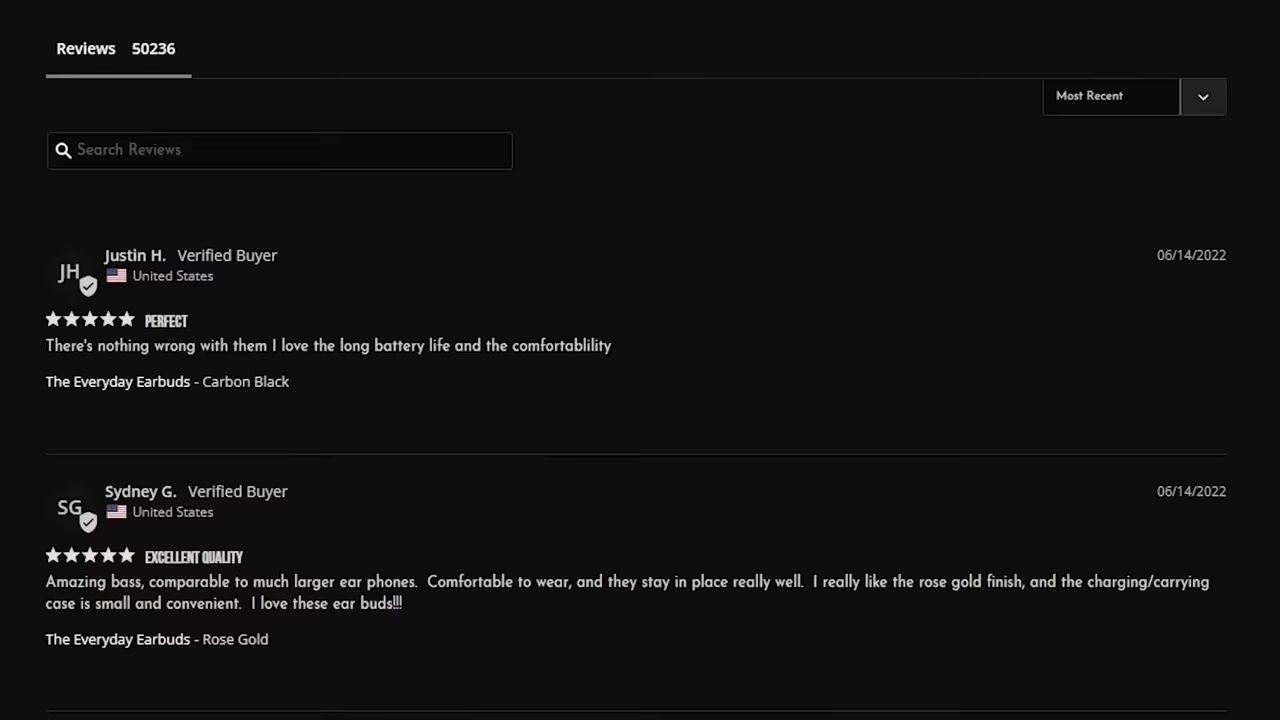 Reviews 50236
Most Recent
Search Reviews
JH
Justin H. Verified Buyer
06/14/2022
United States
PERFECT
There's nothing wrong with them I love the long battery life and the comfortablility
The Everyday Earbuds - Carbon Black
SG
Sydney G. Verified Buyer
06/14/2022
United States
EXCELLENT QUALITY
Amazing bass, comparable to much larger ear phones. Comfortable to wear, and they stay in place really well. I really like the rose gold finish, and the charging/carrying
case is small and convenient. I love these ear buds!!!
The Everyday Earbuds - Rose Gold